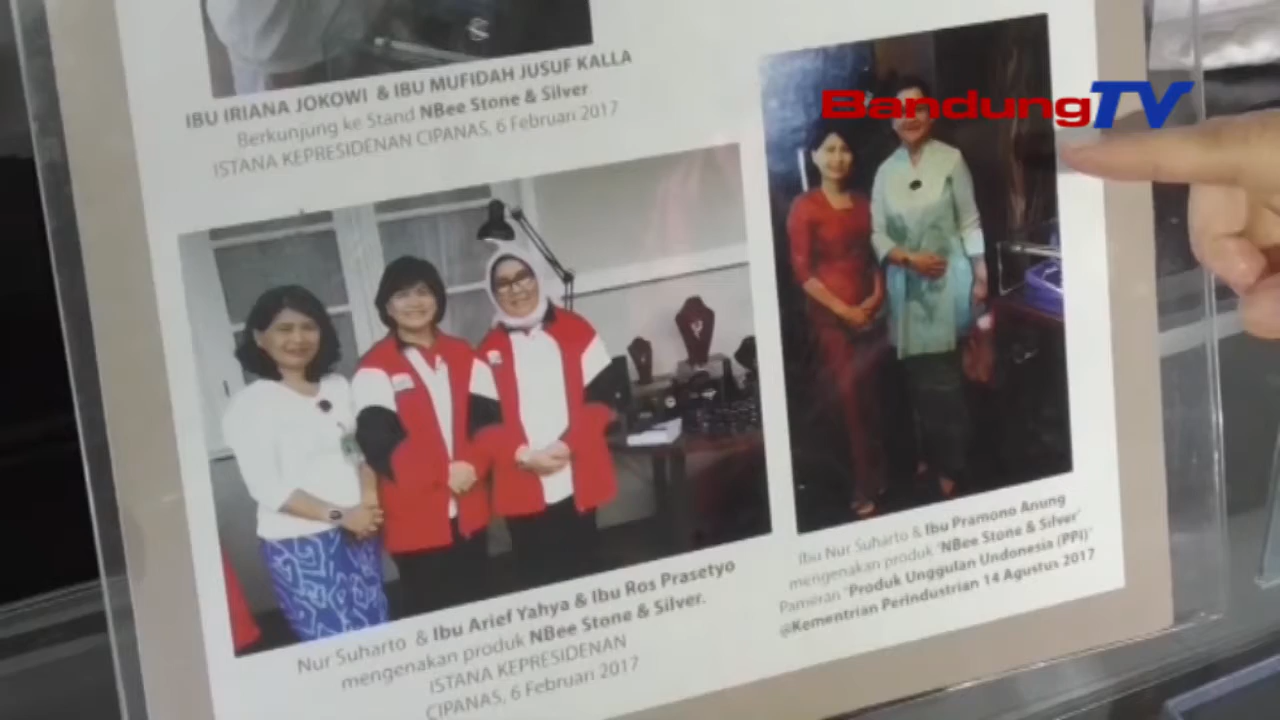 BandungTV
IBU IRIANA JOKOWI & IBU MUFIDAH JUSUF KALLA
Berkunjung ke Stand NBee Stone & Silver
ISTANA KEPRESIDENAN CIPANAS, 6 Februari 2017
Nur Suharto & Ibu Arief Yahya & Ibu Ros Prasetyo
mengenakan produk NBee Stone & Silver.
ISTANA KEPRESIDENAN
CIPANAS, 6 Februari 2017
Ibu Nur Suharto & Ibu Pramono Anung
mengenakan produk "NBee Stone & Silver"
Pameran "Produk Unggulan Undonesia (PPI)"
@Kementrian Perindustrian 14 Agustus 2017